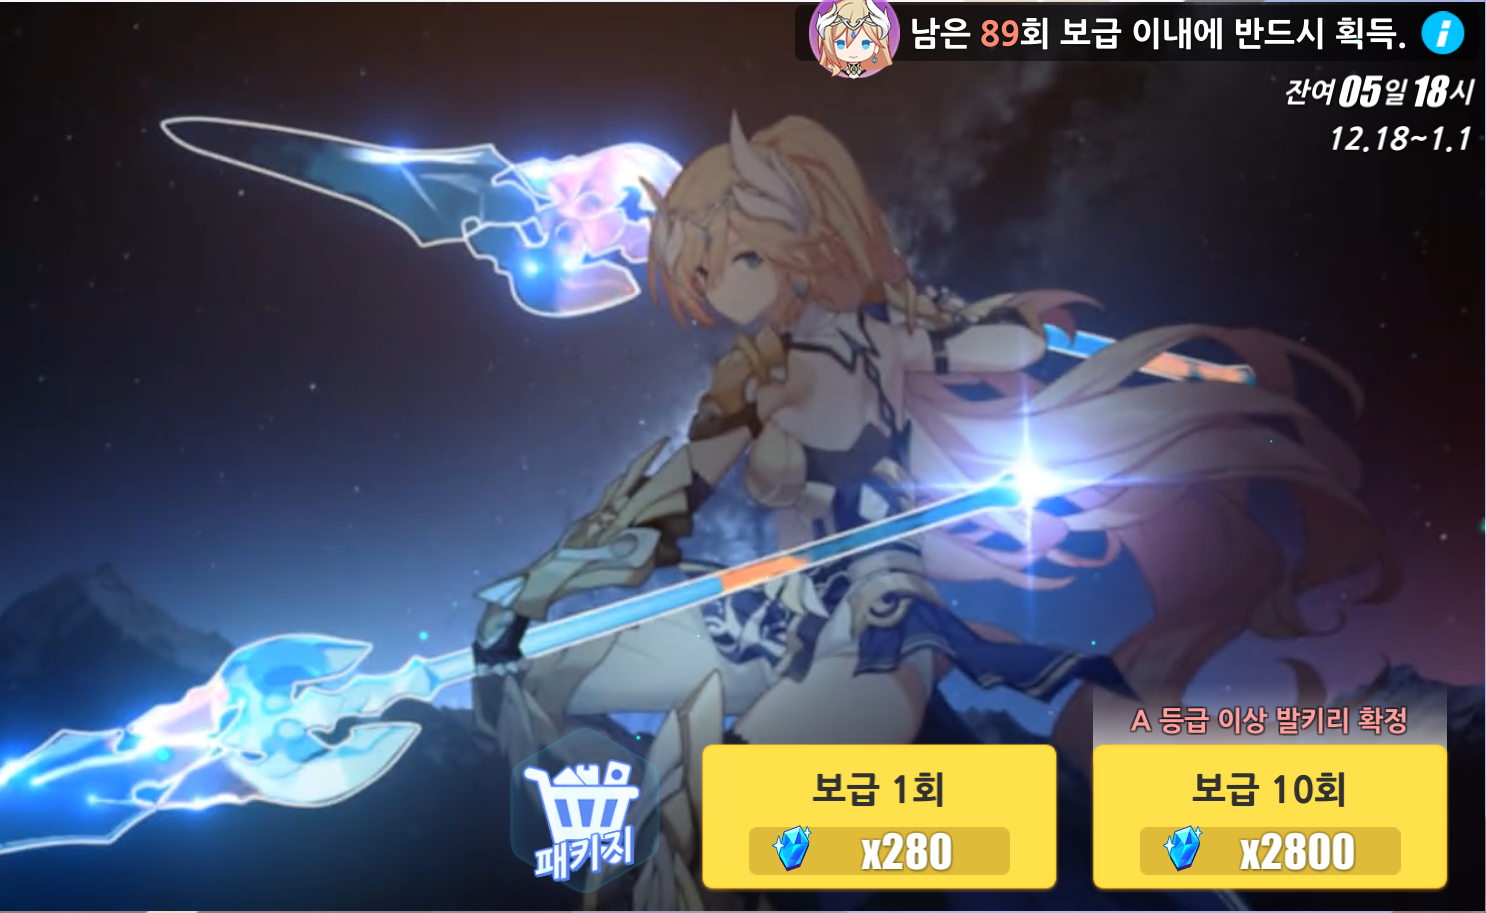 남은 89회 보급 이내에 반드시 획득. i
잔여 05일 18시
12.18~1.1
A 등급 이상 발키리 확정
보급 1회
보급 10회
x280
x2800
패키지